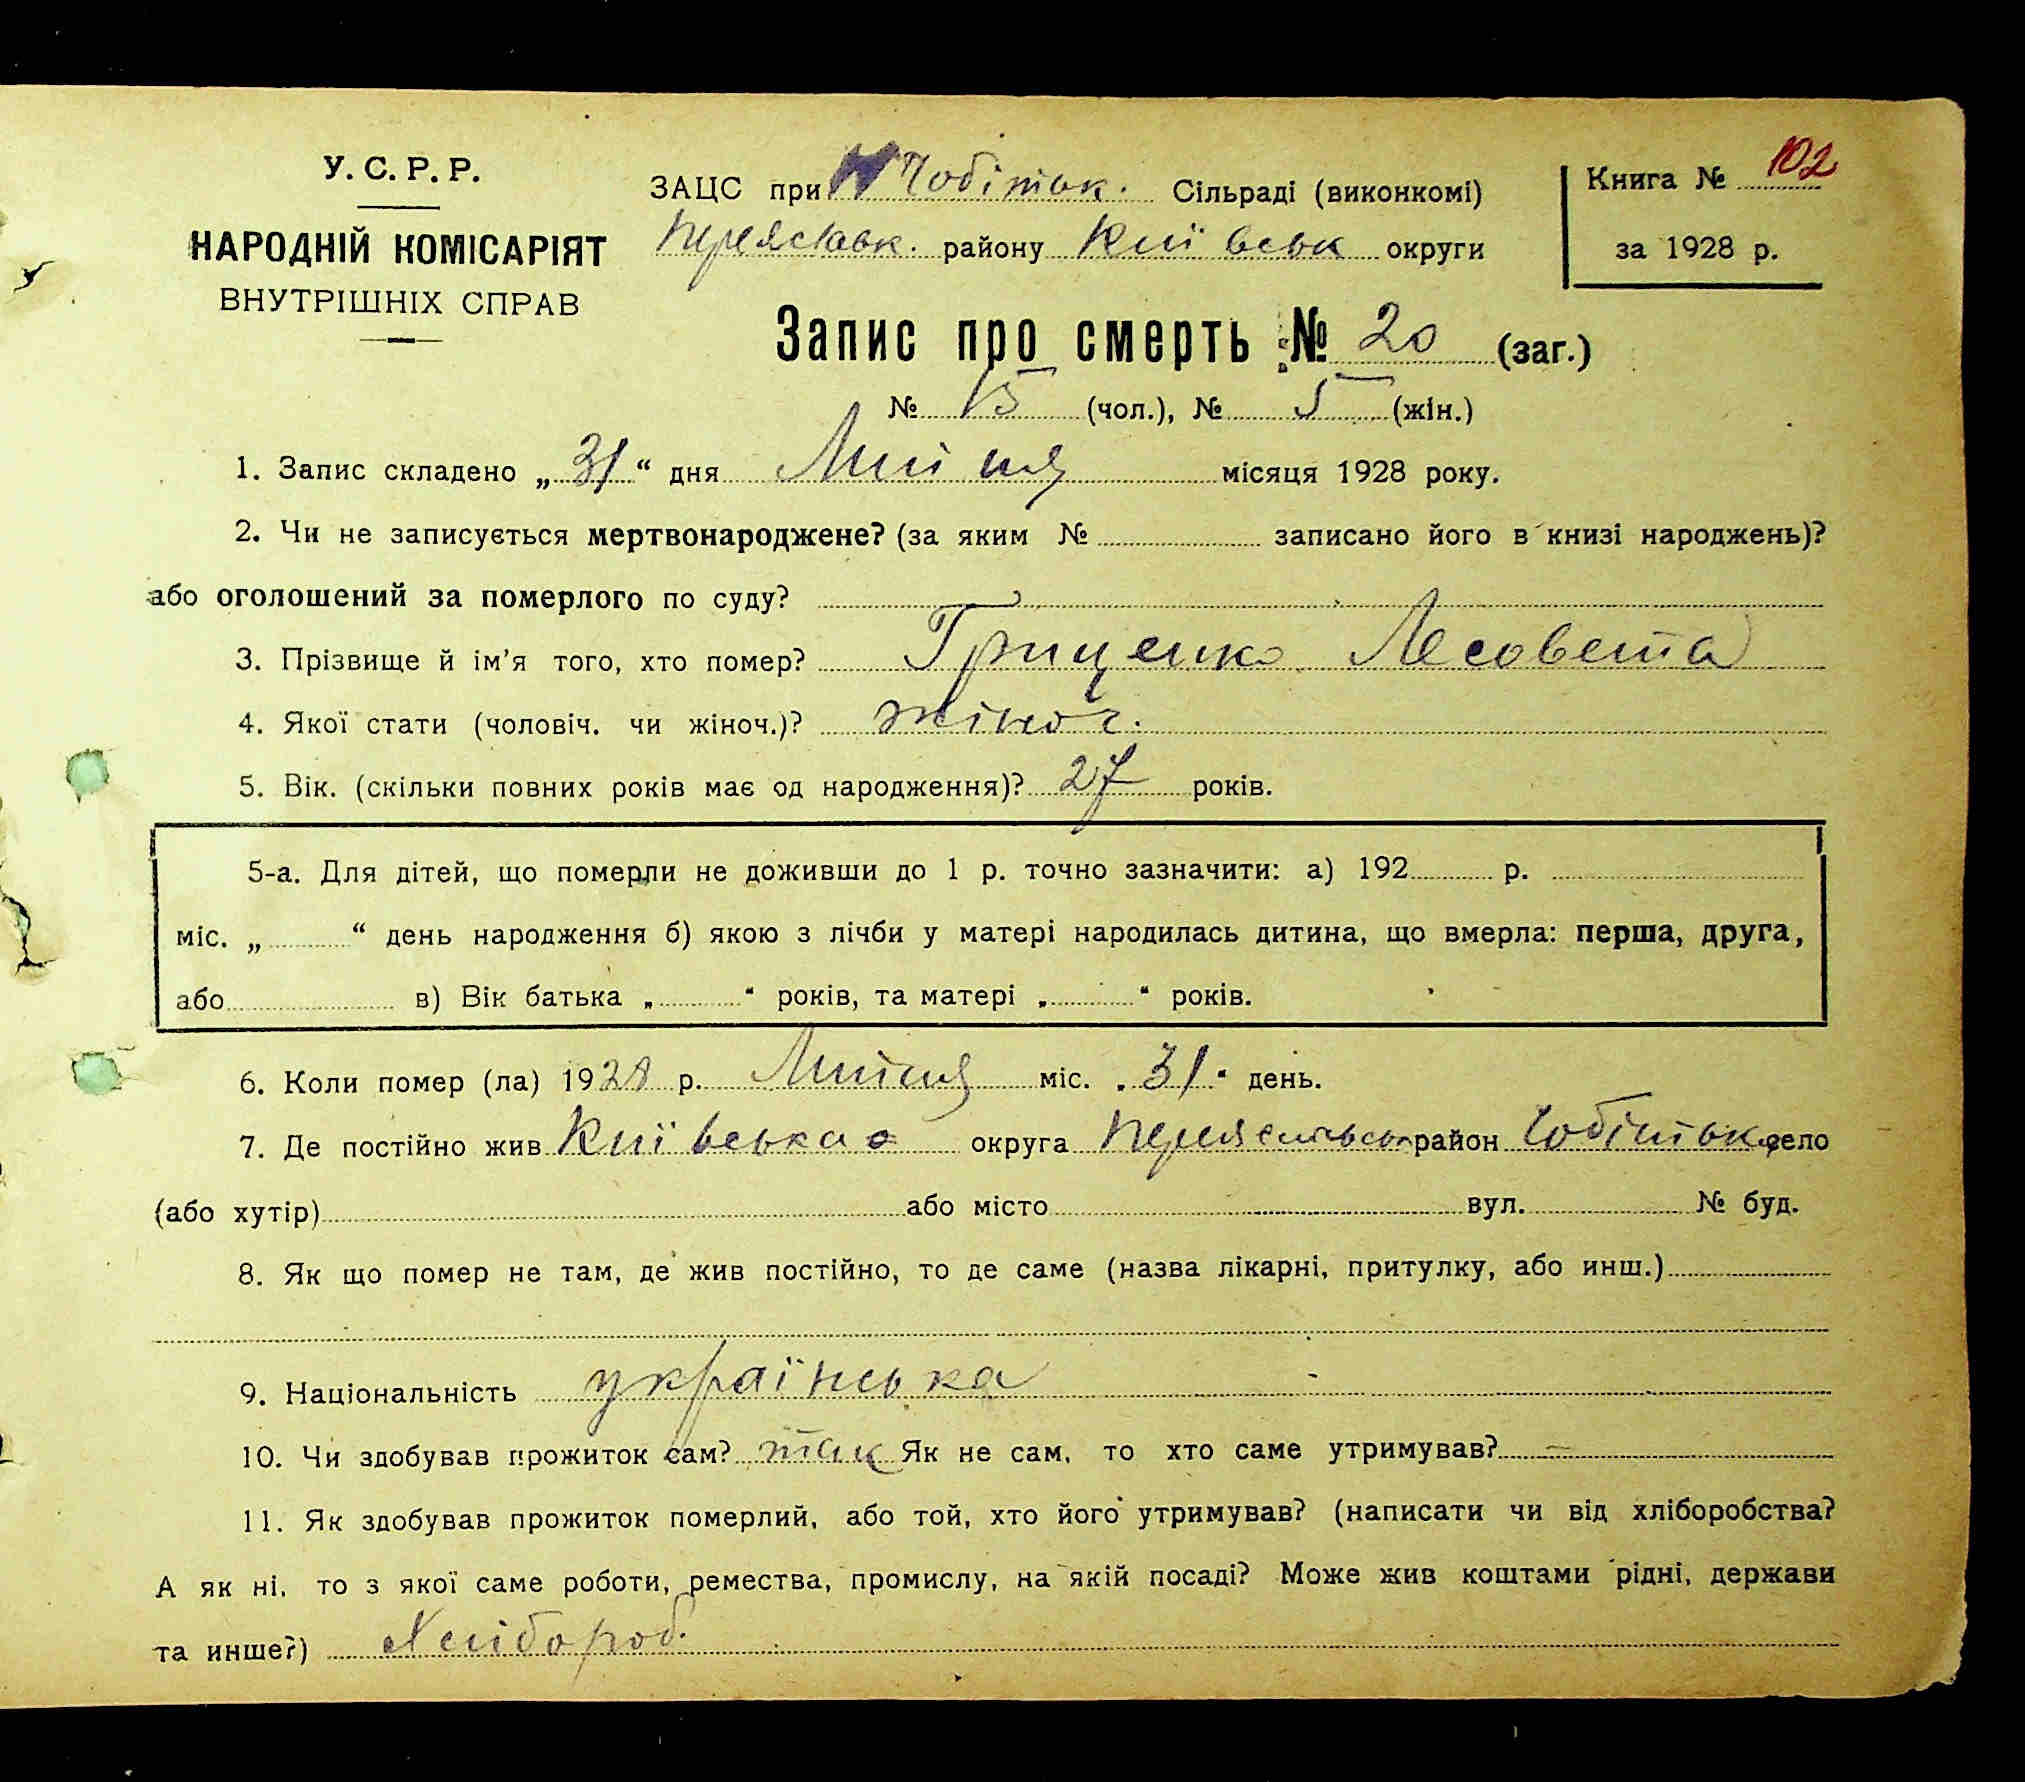 У.С.Р.Р.
НАРОДНІЙ КОМІСАРІЯТ
ВНУТРІШНІХ СПРАВ
ЗАЦС при Чобітьк. Сільраді (виконкомі)
Переяславськ. району Київськ округи
Книга № 102
за 1928 р.
Запис про смерть № 20 (заг.)
№ 15 (чол.), № 5 (жін.)
1. Запис складено „31“ дня Липня місяця 1928 року.
2. Чи не записується мертвонароджене? (за яким № записано його в книзі народжень)?
або оголошений за померлого по суду?
3. Прізвище й ім’я того, хто помер? Гриценко Лесовета
4. Якої стати (чоловіч. чи жіноч.)? жіноч.
5. Вік. (скільки повних років має од народження)? 27 років.
5-а. Для дітей, що померли не доживши до 1 р. точно зазначити: а) 192 р.
міс. „ “ день народження б) якою з лічби у матері народилась дитина, що вмерла: перша, друга,
або в) Вік батька „ “ років, та матері „ “ років.
6. Коли помер (ла) 1928 р. Липня міс. „31“ день.
7. Де постійно жив Київська округа Переяславськ район Чобітьк село
(або хутір) або місто вул. № буд.
8. Як що помер не там, де жив постійно, то де саме (назва лікарні, притулку, або инш.)
9. Національність українська
10. Чи здобував прожиток сам? так Як не сам, то хто саме утримував? —
11. Як здобував прожиток померлий, або той, хто його утримував? (написати чи від хліборобства?
А як ні, то з якої саме роботи, ремества, промислу, на якій посаді? Може жив коштами рідні, держави
та инше?) Хлібороб.